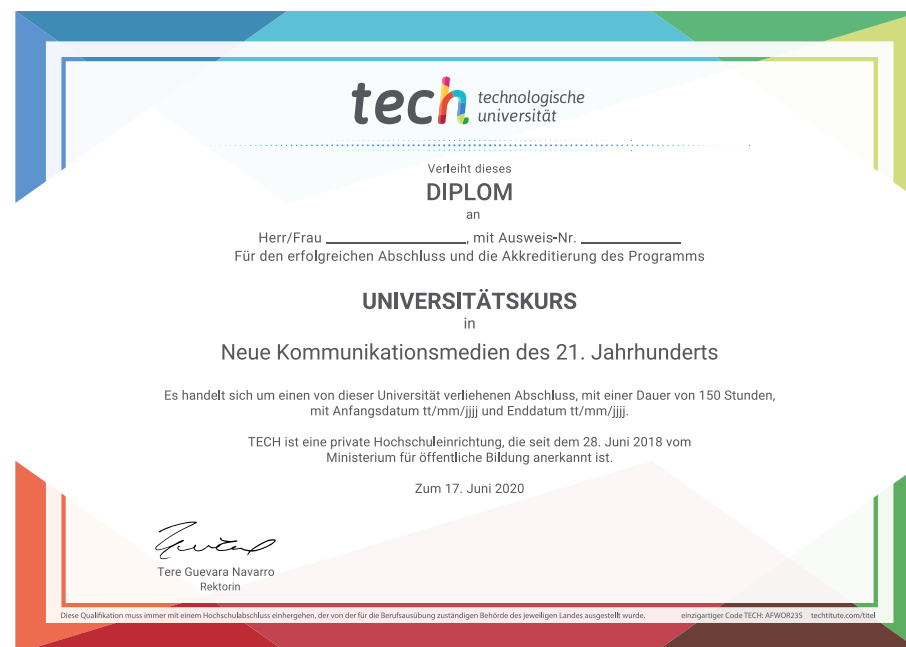 tech technologische
universität
Verleiht dieses
DIPLOM
an
Herr/Frau ____________, mit Ausweis-Nr. ____________
Für den erfolgreichen Abschluss und die Akkreditierung des Programms
UNIVERSITÄTSKURS
in
Neue Kommunikationsmedien des 21. Jahrhunderts
Es handelt sich um einen von dieser Universität verliehenen Abschluss, mit einer Dauer von 150 Stunden,
mit Anfangsdatum tt/mm/jjjj und Enddatum tt/mm/jjjj.
TECH ist eine private Hochschuleinrichtung, die seit dem 28. Juni 2018 vom
Ministerium für öffentliche Bildung anerkannt ist.
Zum 17. Juni 2020
Tere Guevara Navarro
Rektorin
Diese Qualifikation muss immer mit einem Hochschulabschluss einhergehen, der von der für die Berufsausübung zuständigen Behörde des jeweiligen Landes ausgestellt wurde. einzigartiger Code TECH: AFWOR23S techtitute.com/titel